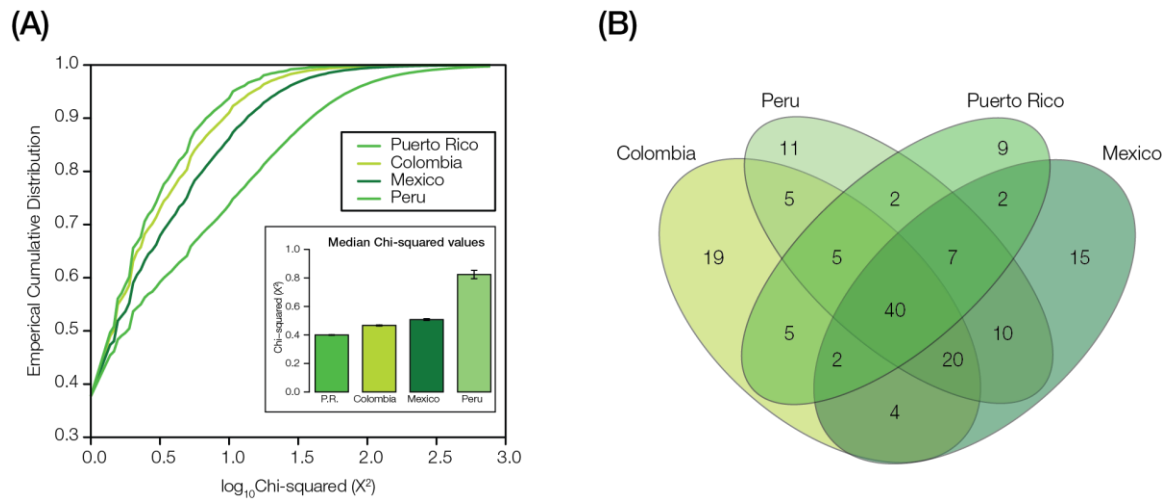 (A)
1.0
0.9
0.8
0.7
0.6
0.5
0.4
0.3
Emperical Cumulative Distribution
0.0
0.5
1.0
1.5
2.0
2.5
3.0
log₁₀Chi-squared (X²)
Puerto Rico
Colombia
Mexico
Peru
Median Chi-squared values
1.0
0.8
0.6
0.4
0.2
0.0
Chi-squared (X²)
P.R.
Colombia
Mexico
Peru
(B)
Peru
Puerto Rico
Colombia
Mexico
11
9
5
2
2
19
5
7
15
40
5
10
2
20
4